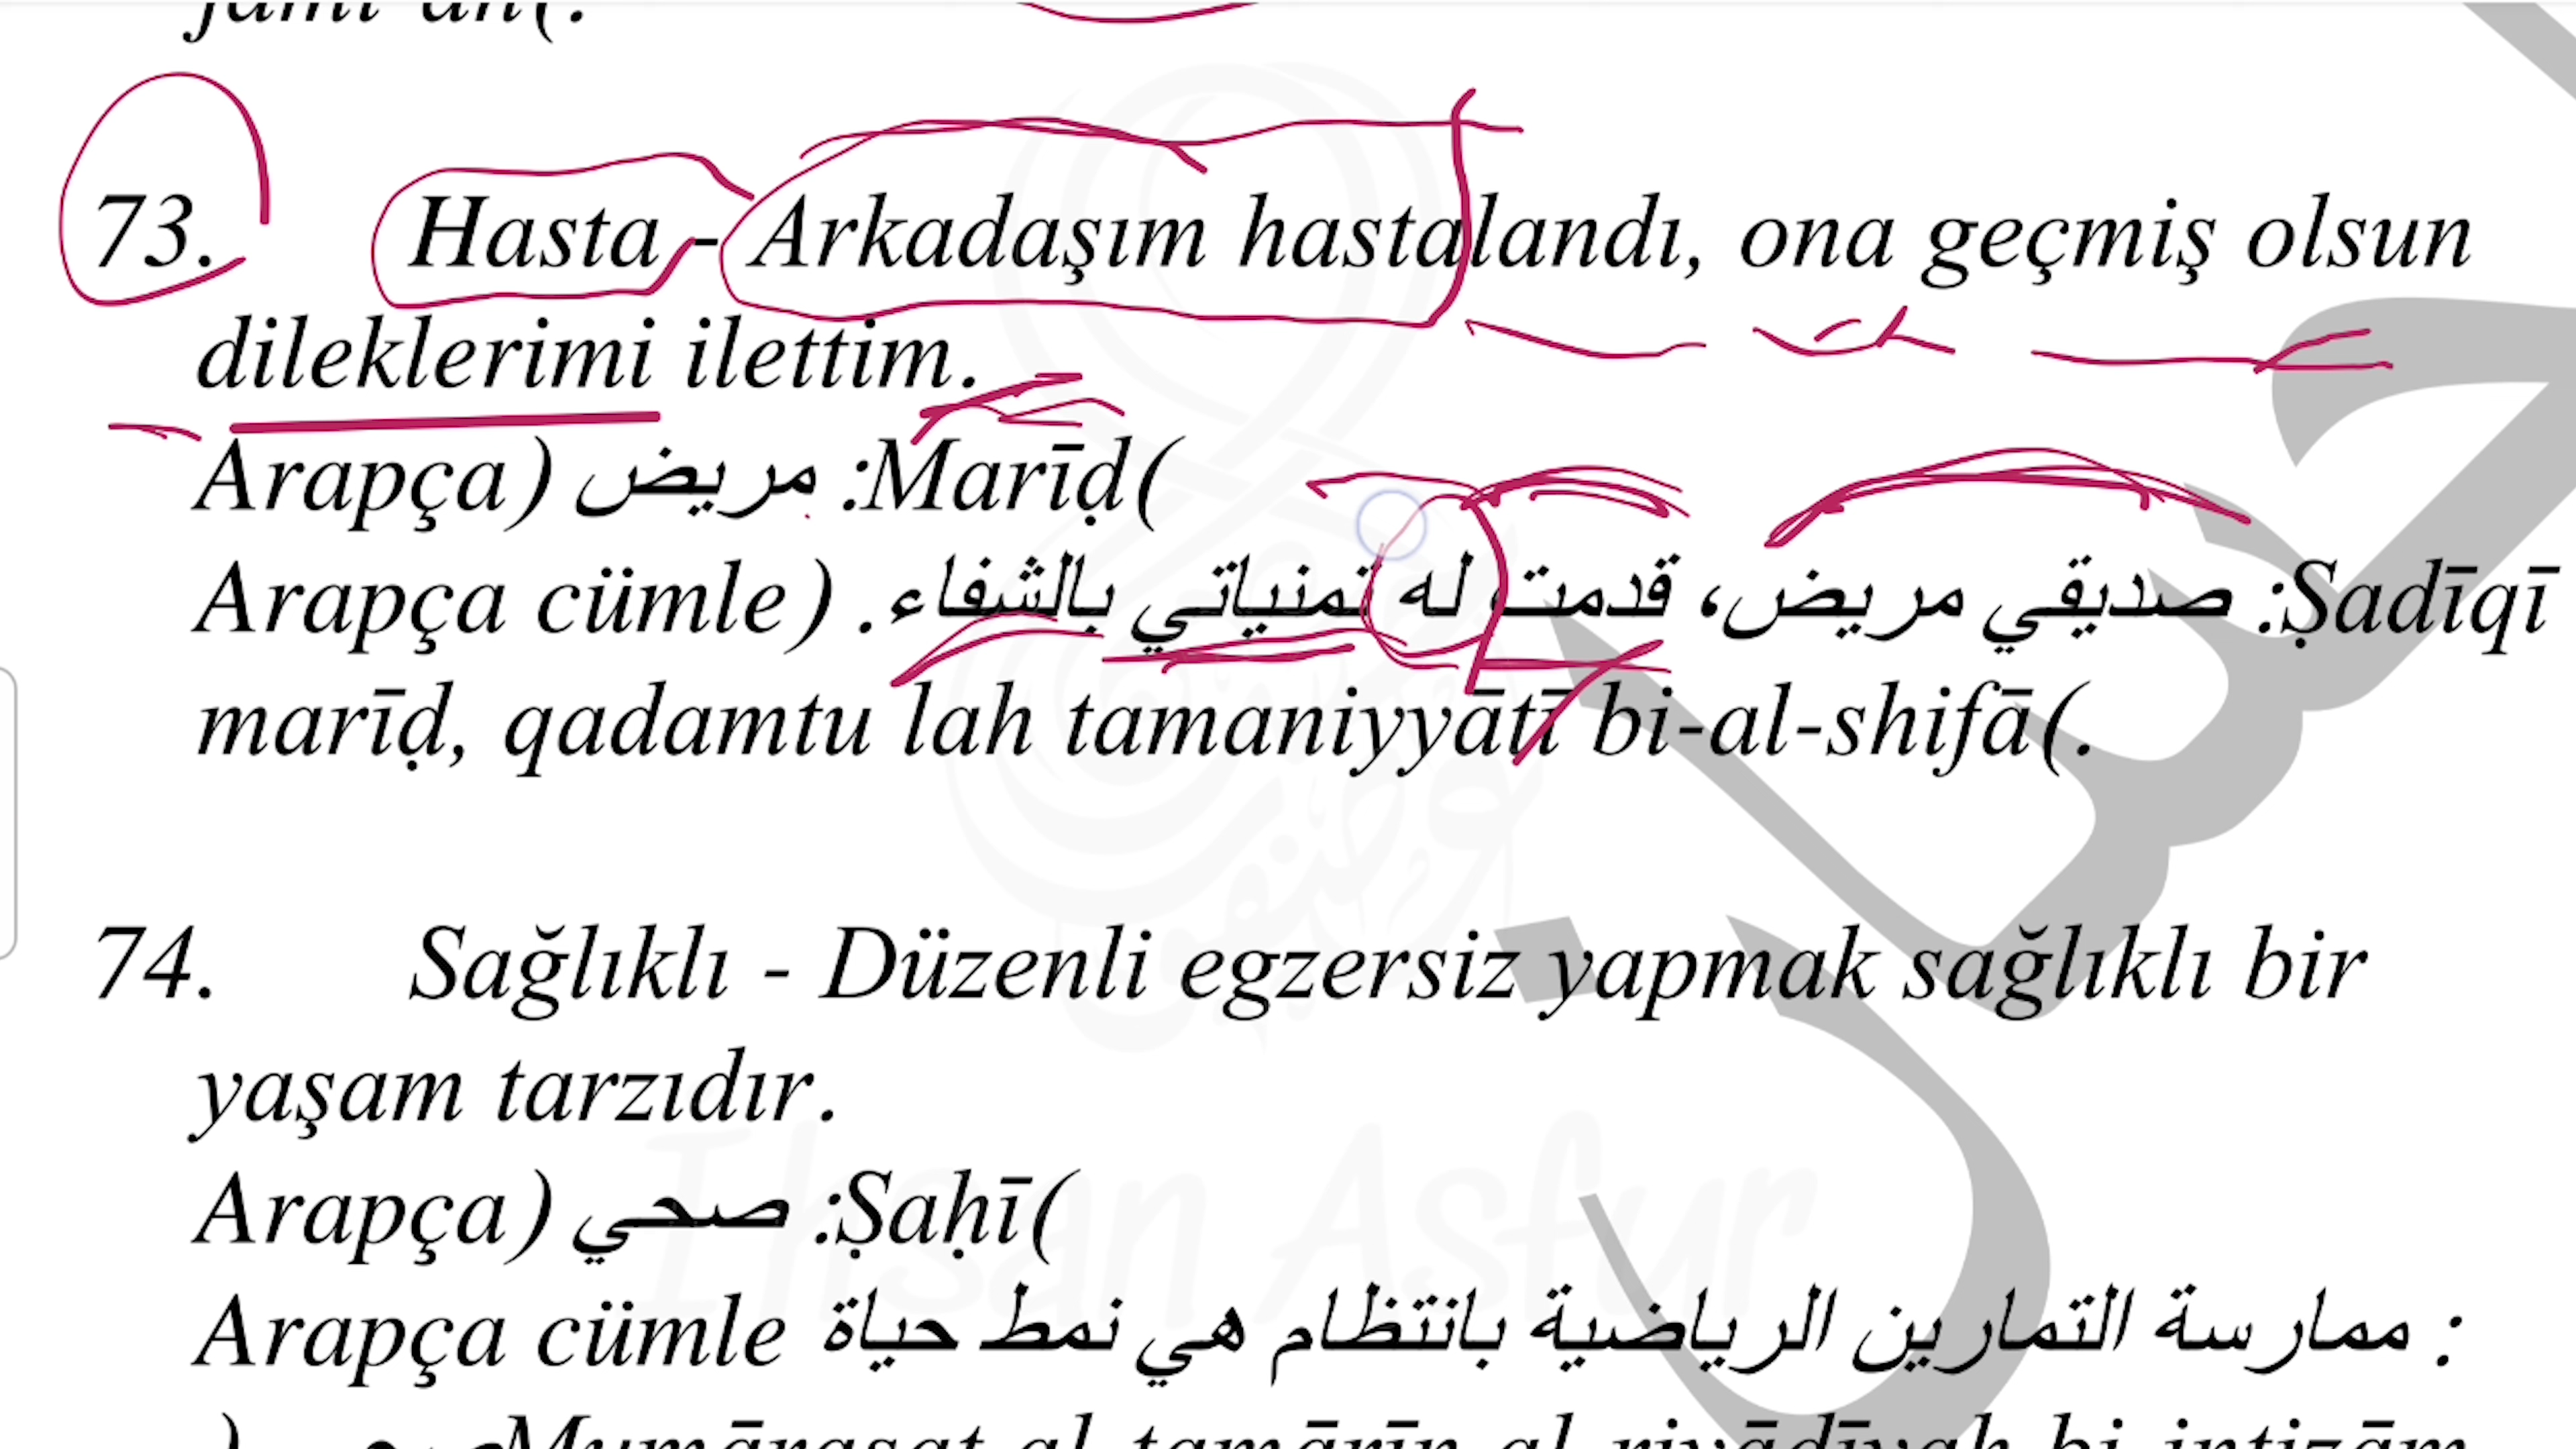 73. Hasta - Arkadaşım hastalandı, ona geçmiş olsun
dileklerimi ilettim.
Arapça) مريض :Marīḍ(
Arapça cümle) صديقي مريض، قدمت له تمنياتي بالشفاء. :Ṣadīqī
marīḍ, qadamtu lah tamaniyyātī bi-al-shifā(.
74. Sağlıklı - Düzenli egzersiz yapmak sağlıklı bir
yaşam tarzıdır.
Arapça) صحي :Ṣaḥī(
Arapça cümle : ممارسة التمارين الرياضية بانتظام هي نمط حياة
Ihsan Asfur